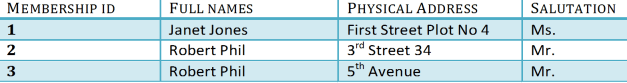 MEMBERSHIP ID FULL NAMES PHYSICAL ADDRESS SALUTATION
1 Janet Jones First Street Plot No 4 Ms.
2 Robert Phil 3rd Street 34 Mr.
3 Robert Phil 5th Avenue Mr.